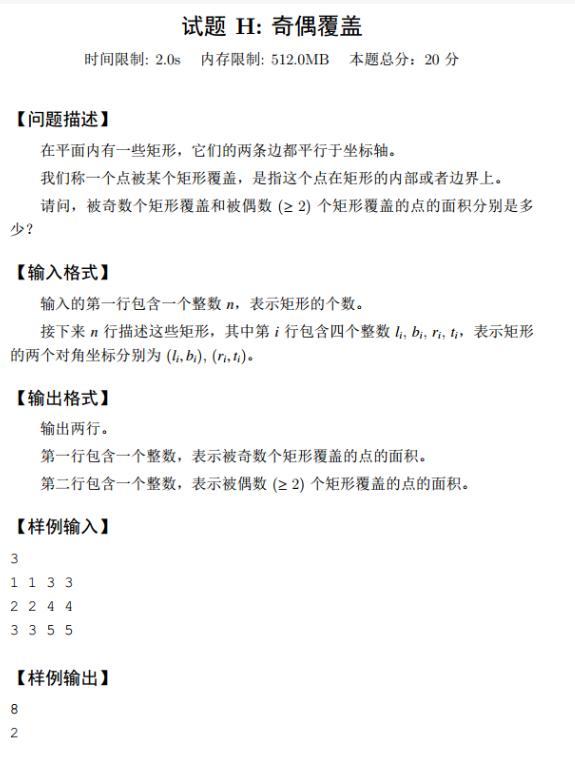 试题 H: 奇偶覆盖
时间限制: 2.0s 内存限制: 512.0MB 本题总分：20 分
【问题描述】
在平面内有一些矩形，它们的两条边都平行于坐标轴。
我们称一个点被某个矩形覆盖，是指这个点在矩形的内部或者边界上。
请问，被奇数个矩形覆盖和被偶数 (≥ 2) 个矩形覆盖的点的面积分别是多
少？
【输入格式】
输入的第一行包含一个整数 n，表示矩形的个数。
接下来 n 行描述这些矩形，其中第 i 行包含四个整数 lᵢ, bᵢ, rᵢ, tᵢ，表示矩形
的两个对角坐标分别为 (lᵢ, bᵢ), (rᵢ, tᵢ)。
【输出格式】
输出两行。
第一行包含一个整数，表示被奇数个矩形覆盖的点的面积。
第二行包含一个整数，表示被偶数 (≥ 2) 个矩形覆盖的点的面积。
【样例输入】
3
1 1 3 3
2 2 4 4
3 3 5 5
【样例输出】
8
2